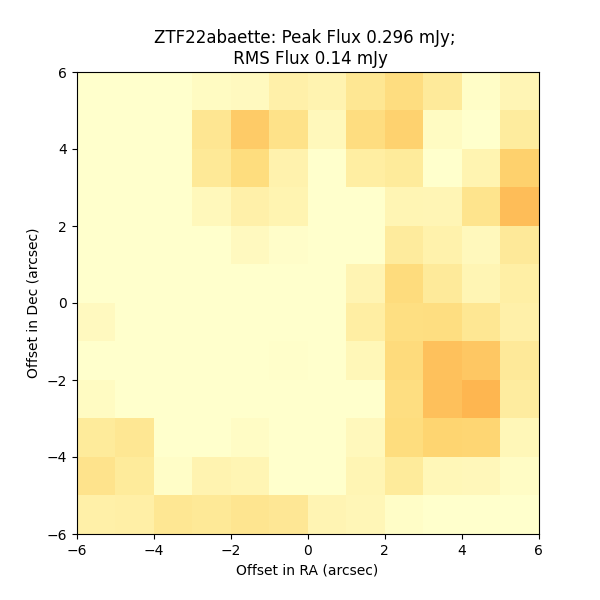 ZTF22abaette: Peak Flux 0.296 mJy;
RMS Flux 0.14 mJy
6
4
2
0
−2
−4
−6
Offset in Dec (arcsec)
−6 −4 −2 0 2 4 6
Offset in RA (arcsec)